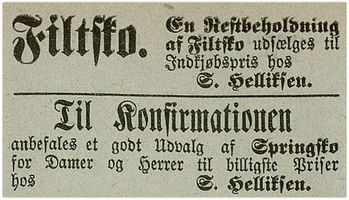 Filtsko.
En Restbeholdning
af Filtsko udsælges til
Indkjøbspris hos
S. Helliksen.
Til Konfirmationen
anbefales et godt Udvalg af Springsko
for Damer og Herrer til billigste Priser
hos S. Helliksen.